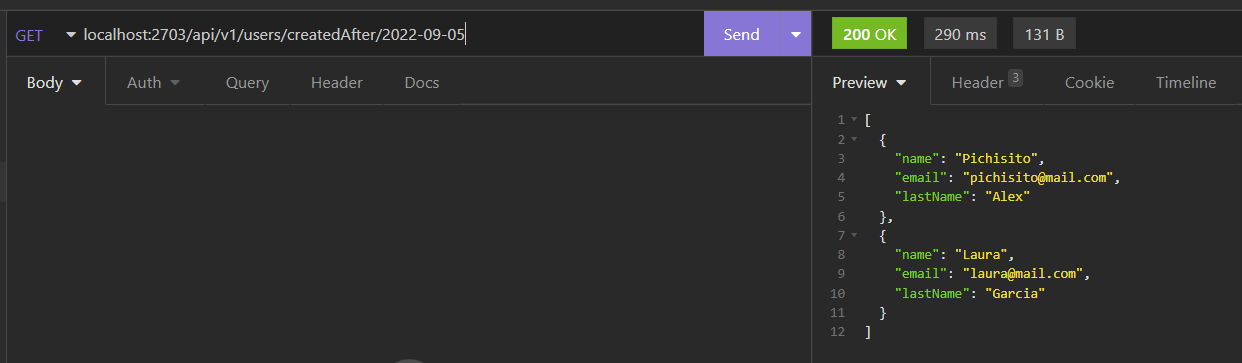 GET localhost:2703/api/v1/users/createdAfter/2022-09-05 Send 200 OK 290 ms 131 B
Body Auth Query Header Docs Preview Header 3 Cookie Timeline
1 [
2 {
3 "name": "Pichisito",
4 "email": "pichisito@mail.com",
5 "lastName": "Alex"
6 },
7 {
8 "name": "Laura",
9 "email": "laura@mail.com",
10 "lastName": "Garcia"
11 }
12 ]